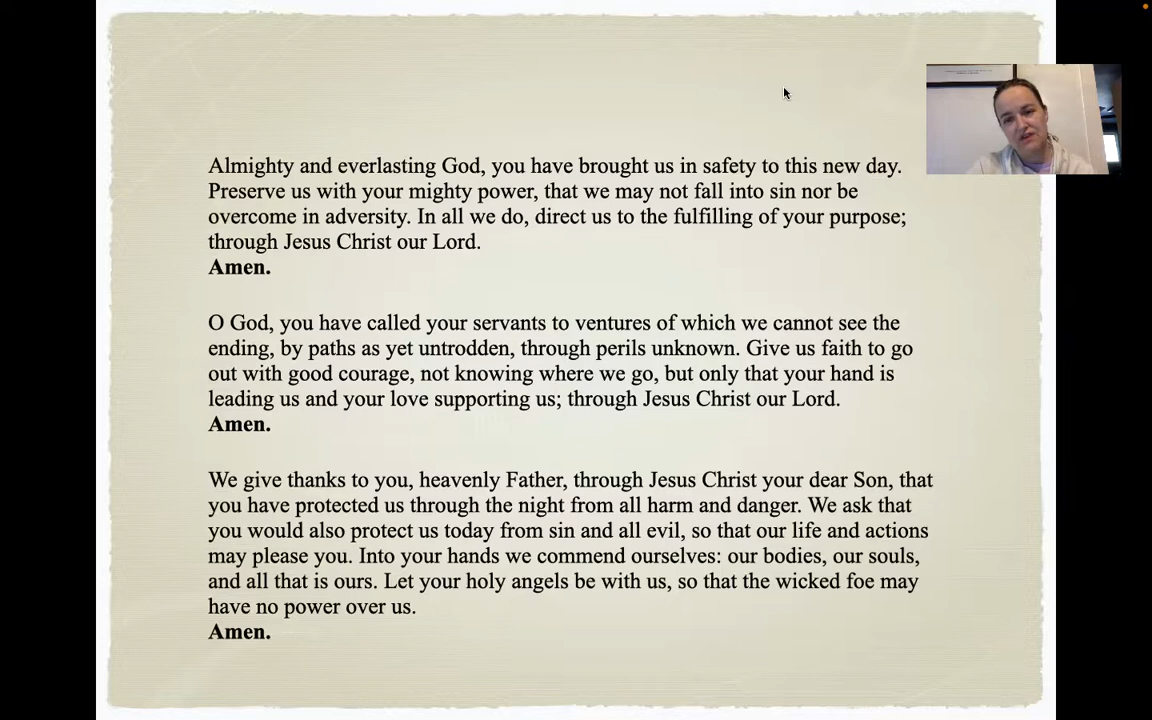 Almighty and everlasting God, you have brought us in safety to this new day.
Preserve us with your mighty power, that we may not fall into sin nor be
overcome in adversity. In all we do, direct us to the fulfilling of your purpose;
through Jesus Christ our Lord.
Amen.
O God, you have called your servants to ventures of which we cannot see the
ending, by paths as yet untrodden, through perils unknown. Give us faith to go
out with good courage, not knowing where we go, but only that your hand is
leading us and your love supporting us; through Jesus Christ our Lord.
Amen.
We give thanks to you, heavenly Father, through Jesus Christ your dear Son, that
you have protected us through the night from all harm and danger. We ask that
you would also protect us today from sin and all evil, so that our life and actions
may please you. Into your hands we commend ourselves: our bodies, our souls,
and all that is ours. Let your holy angels be with us, so that the wicked foe may
have no power over us.
Amen.